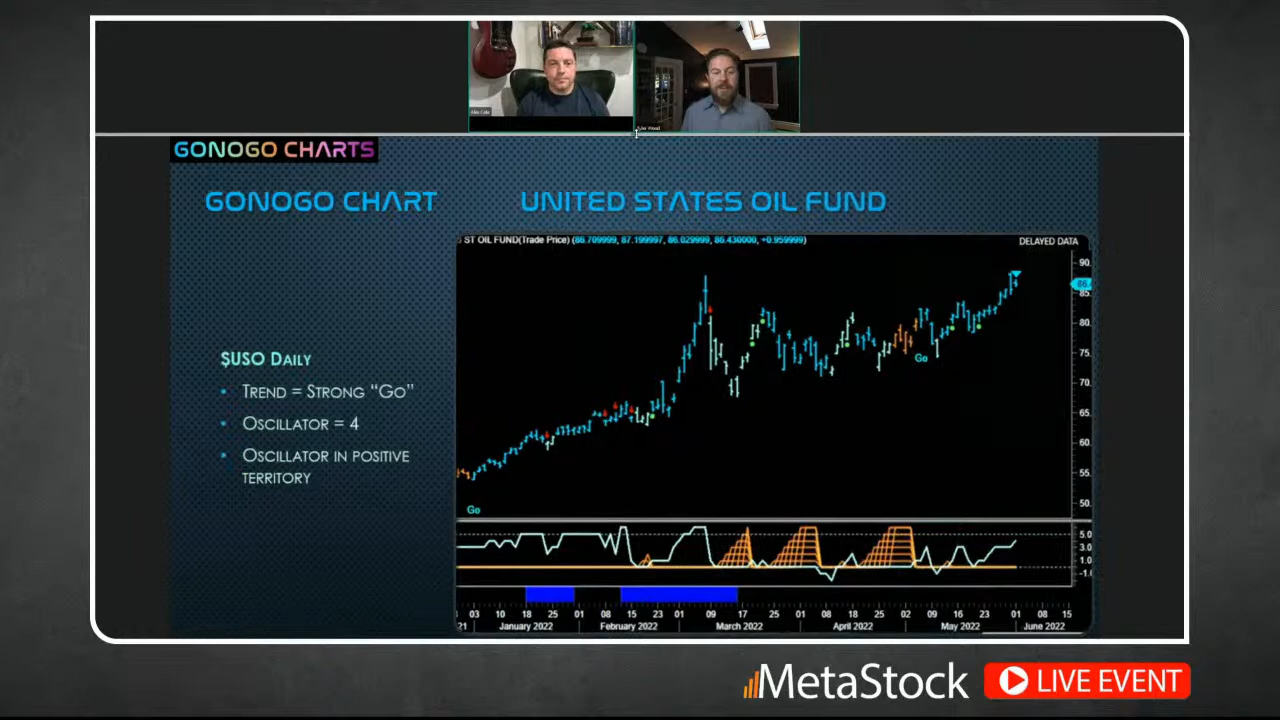 Alex Cole
Tyler Wood
GONOGO CHARTS
GONOGO CHART
UNITED STATES OIL FUND
ST OIL FUND(Trade Price) (86.709999, 87.199997, 86.029999, 86.430000, +0.959999)
DELAYED DATA
$USO DAILY
• TREND = STRONG “GO”
• OSCILLATOR = 4
• OSCILLATOR IN POSITIVE
TERRITORY
90.
85.
80.
75.
70.
65.
60.
55.
50.
Go
Go
5.0
3.0
1.0
-1.0
03 10 18 25 01 08 15 23 01 09 17 25 01 08 18 25 02 09 16 23 01 08 15
21 January 2022 February 2022 March 2022 April 2022 May 2022 June 2022
MetaStock
LIVE EVENT